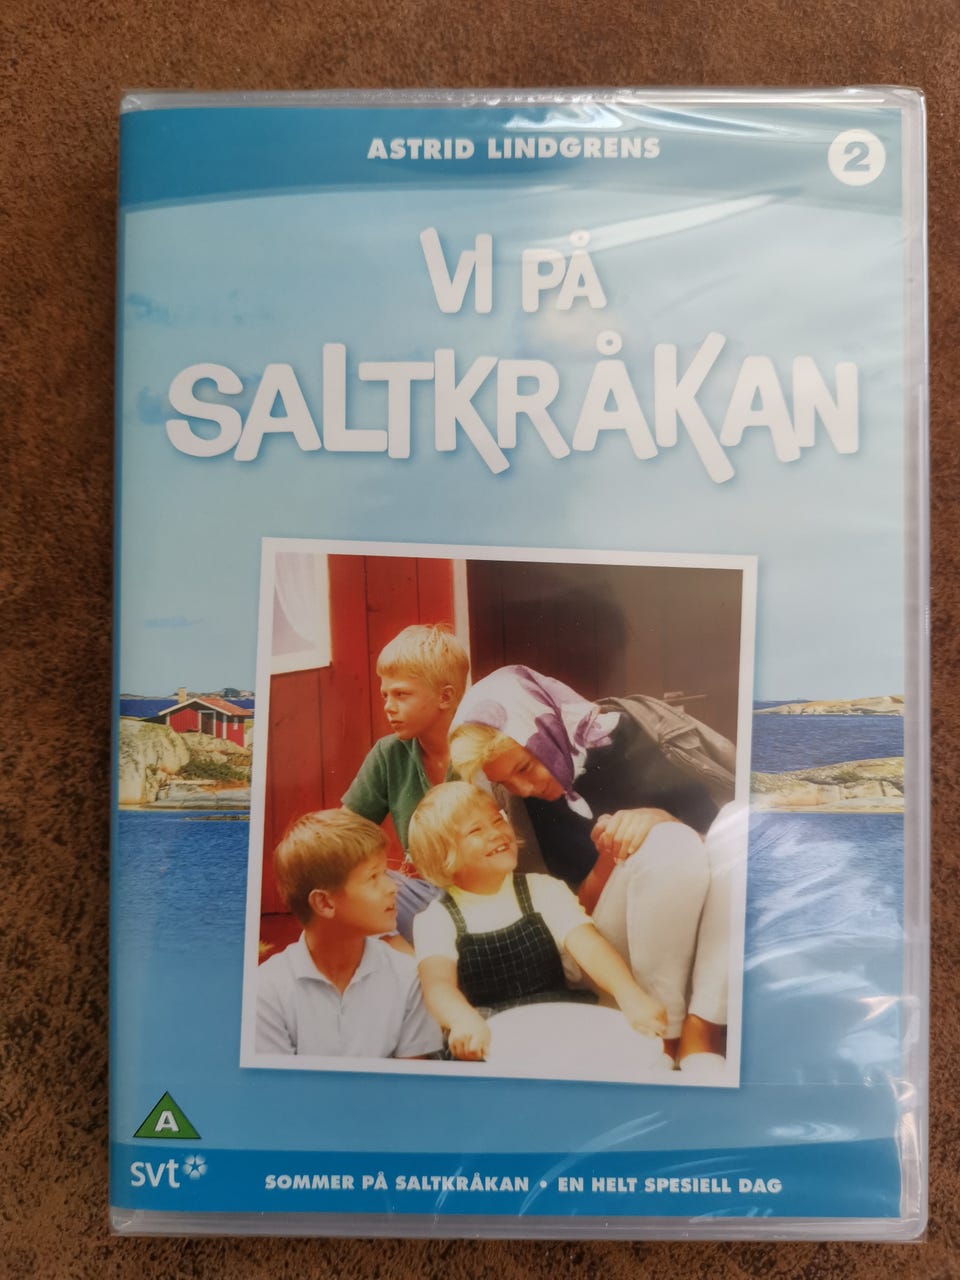 ASTRID LINDGRENS
2
VI PÅ
SALTKRÅKAN
A
svt
SOMMER PÅ SALTKRÅKAN • EN HELT SPESIELL DAG